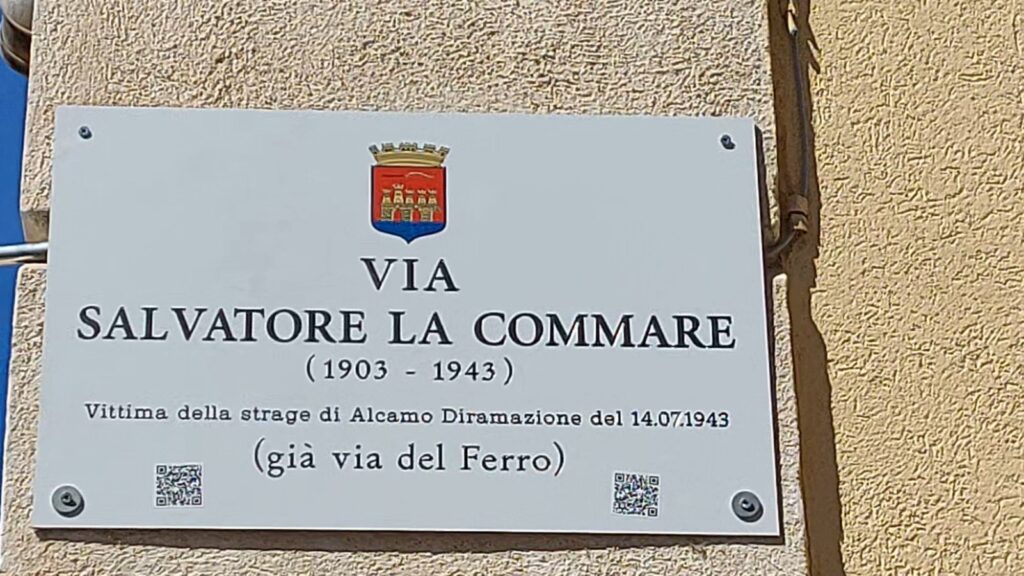 VIA
SALVATORE LA COMMARE
(1903 - 1943)
Vittima della strage di Alcamo Diramazione del 14.07.1943
(già via del Ferro)